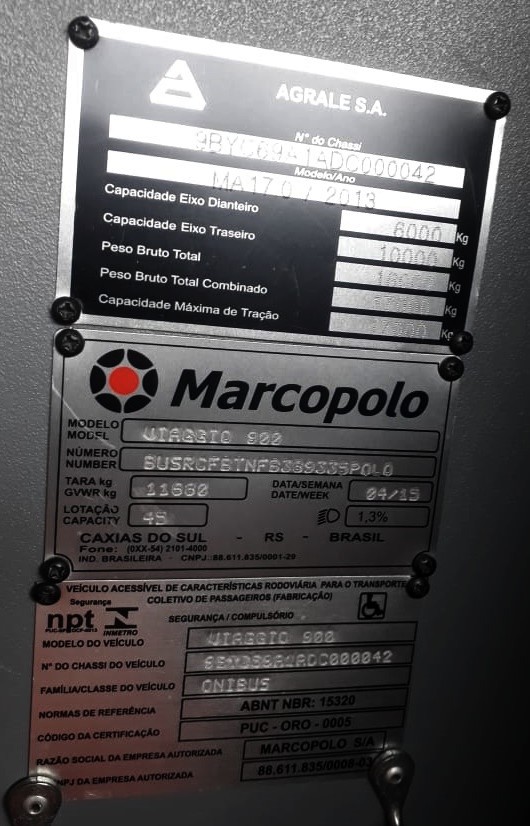 AGRALE S.A.
Nº do Chassi
9BYC69A1ADC000042
Modelo/Ano
MA17.0 / 2013
Capacidade Eixo Dianteiro 6000 Kg
Capacidade Eixo Traseiro 10000 Kg
Peso Bruto Total Kg
Peso Bruto Total Combinado Kg
Capacidade Máxima de Tração Kg
Marcopolo
MODELO VIAGGIO 900
MODEL
NÚMERO
NUMBER
TARA kg 11660 DATA/SEMANA 04/15
GVWR kg DATE/WEEK
LOTAÇÃO 45 1,3%
CAPACITY
CAXIAS DO SUL - RS - BRASIL
Fone: (0XX-54) 2101-4000
IND. BRASILEIRA - CNPJ: 88.611.835/0001-29
VEÍCULO ACESSÍVEL DE CARACTERÍSTICAS RODOVIÁRIA PARA O TRANSPORTE
COLETIVO DE PASSAGEIROS (FABRICAÇÃO)
Segurança
npt
INMETRO
SEGURANÇA / COMPULSÓRIO
MODELO DO VEÍCULO VIAGGIO 900
Nº DO CHASSI DO VEÍCULO
FAMÍLIA/CLASSE DO VEÍCULO ONIBUS
NORMAS DE REFERÊNCIA ABNT NBR: 15320
CÓDIGO DA CERTIFICAÇÃO PUC - ORO - 0005
RAZÃO SOCIAL DA EMPRESA AUTORIZADA MARCOPOLO S/A
CNPJ DA EMPRESA AUTORIZADA